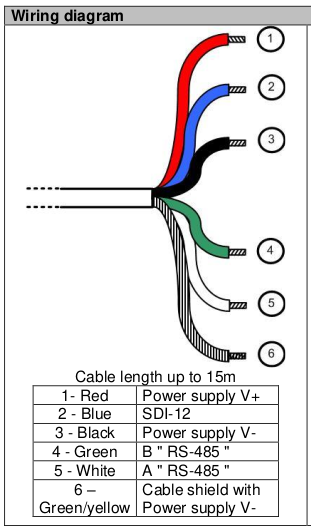 Wiring diagram
1
2
3
4
5
6
Cable length up to 15m
1- Red Power supply V+
2 - Blue SDI-12
3 - Black Power supply V-
4 - Green B " RS-485 "
5 - White A " RS-485 "
6 – Cable shield with
Green/yellow Power supply V-